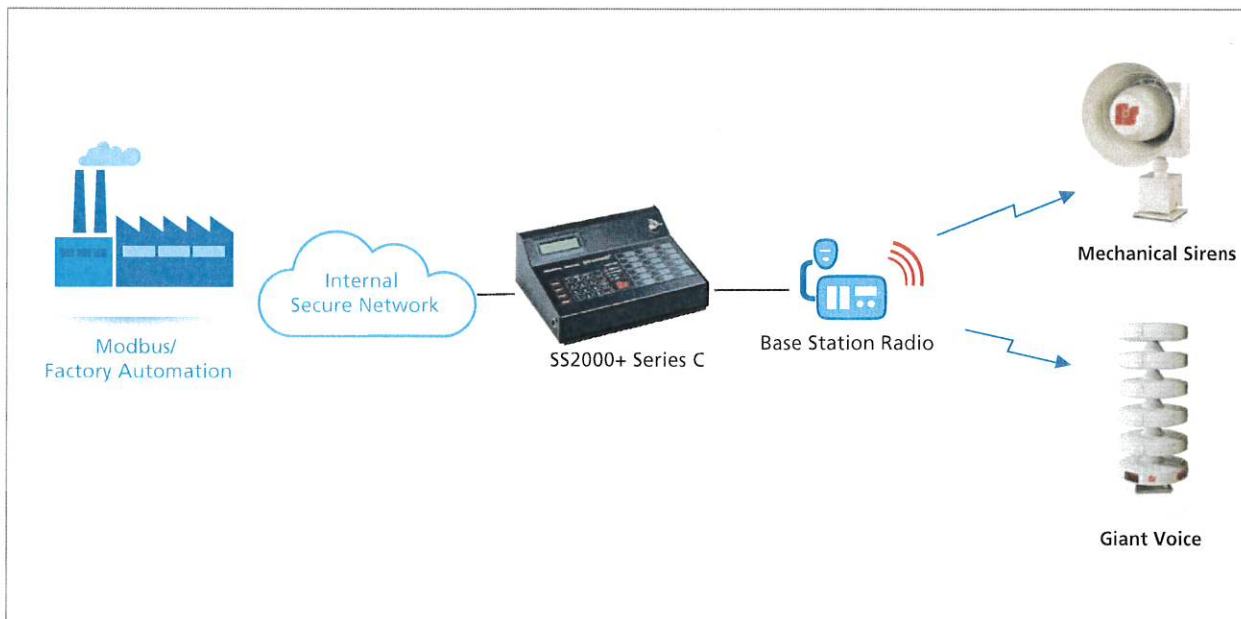 Internal
Secure Network
Modbus/
Factory Automation
SS2000+ Series C
Base Station Radio
Mechanical Sirens
Giant Voice